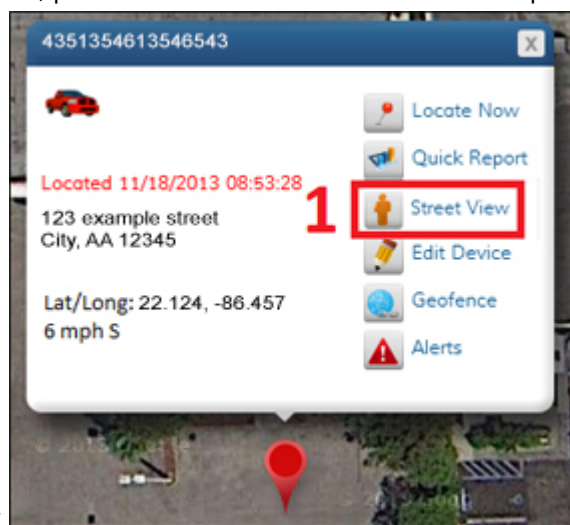 4351354613546543
X
Locate Now
Quick Report
Located 11/18/2013 08:53:28
1
Street View
123 example street
City, AA 12345
Edit Device
Lat/Long: 22.124, -86.457
Geofence
6 mph S
Alerts